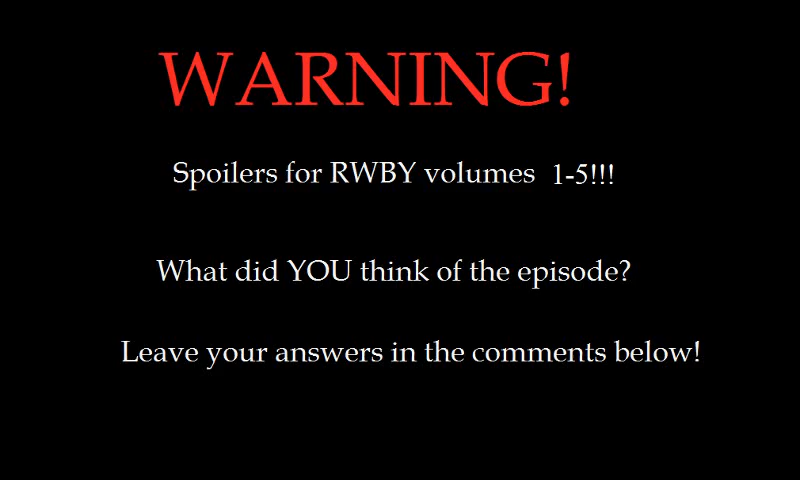 WARNING!
Spoilers for RWBY volumes 1-5!!!
What did YOU think of the episode?
Leave your answers in the comments below!